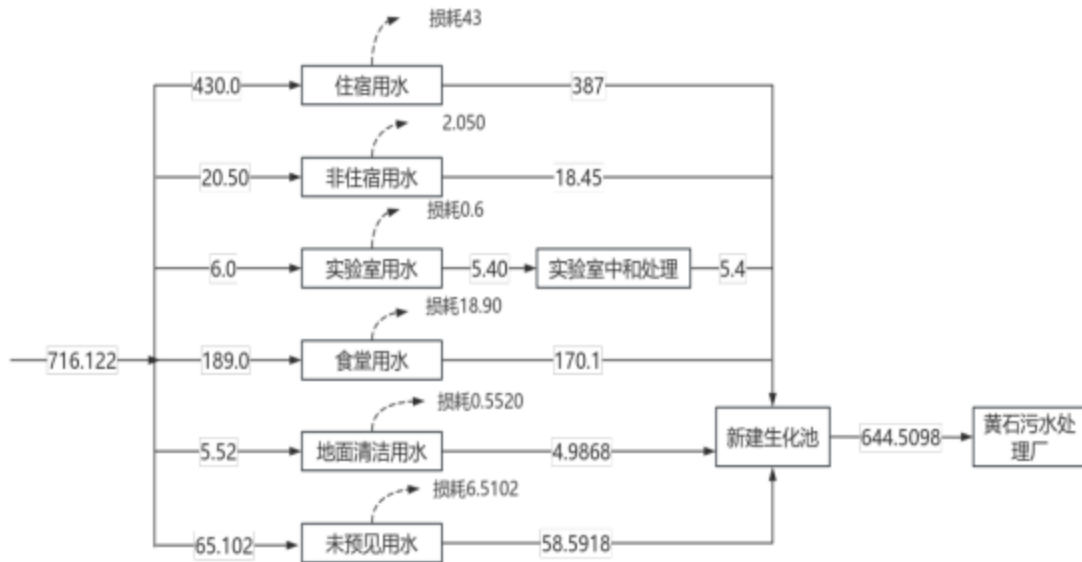 损耗43
430.0
住宿用水
387
2.050
20.50
非住宿用水
18.45
损耗0.6
6.0
实验室用水
5.40
实验室中和处理
5.4
损耗18.90
716.122
189.0
食堂用水
170.1
损耗0.5520
5.52
地面清洁用水
4.9868
新建生化池
644.5098
黄石污水处
理厂
损耗6.5102
65.102
未预见用水
58.5918